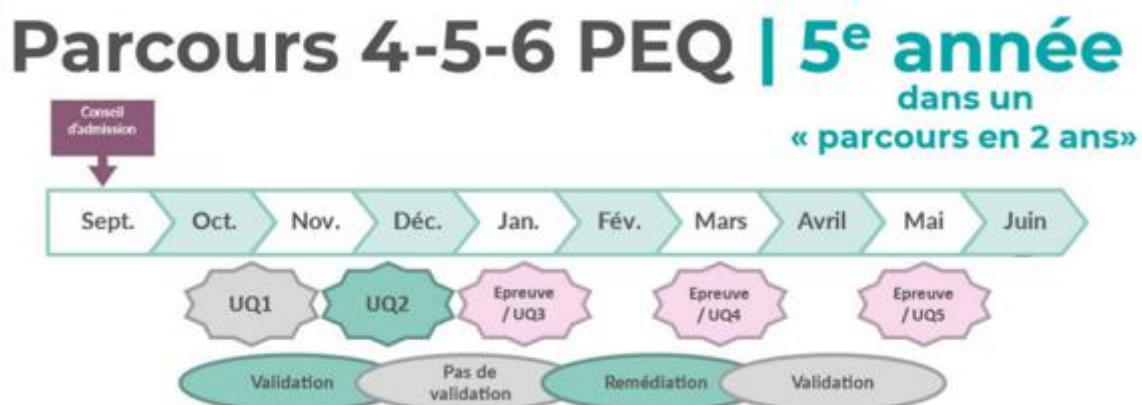 Parcours 4-5-6 PEQ | 5e année
dans un
« parcours en 2 ans»
Conseil
d'admission
Sept. Oct. Nov. Déc. Jan. Fév. Mars Avril Mai Juin
UQ1 UQ2
Epreuve
/ UQ3
Epreuve
/ UQ4
Epreuve
/ UQ5
Validation
Pas de
validation
Remédiation
Validation